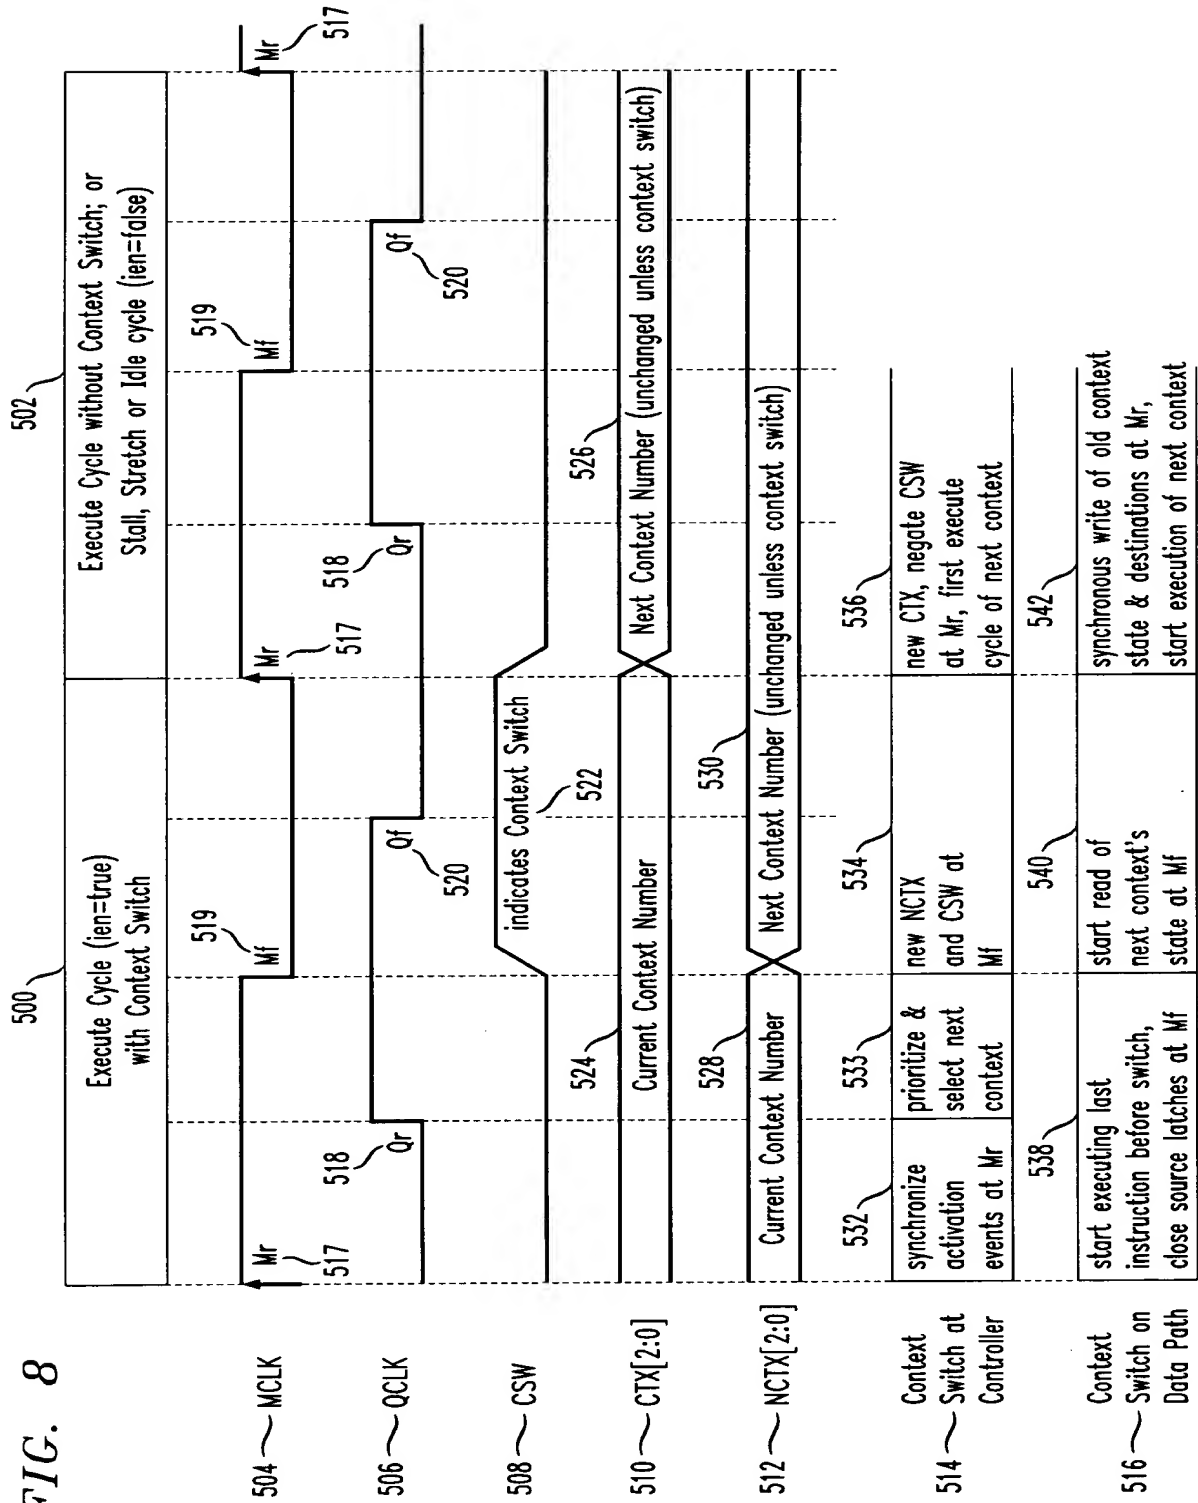 FIG. 8
500
502
Execute Cycle (ien=true)
with Context Switch
Execute Cycle without Context Switch; or
Stall, Stretch or Idle cycle (ien=false)
504
MCLK
Mr
517
519
Mf
Mr
517
519
Mf
Mr
517
506
QCLK
518
Qr
Qf
520
518
Qr
Qf
520
508
CSW
indicates Context Switch
522
510
CTX[2:0]
524
Current Context Number
526
Next Context Number (unchanged unless context switch)
512
NCTX[2:0]
528
Current Context Number
530
Next Context Number (unchanged unless context switch)
514
Context
Switch at
Controller
532
synchronize
activation
events at Mr
533
prioritize &
select next
context
534
new NCTX
and CSW at
Mf
536
new CTX, negate CSW
at Mr, first execute
cycle of next context
516
Context
Switch on
Data Path
538
start executing last
instruction before switch,
close source latches at Mf
540
start read of
next context's
state at Mf
542
synchronous write of old context
state & destinations at Mr,
start execution of next context